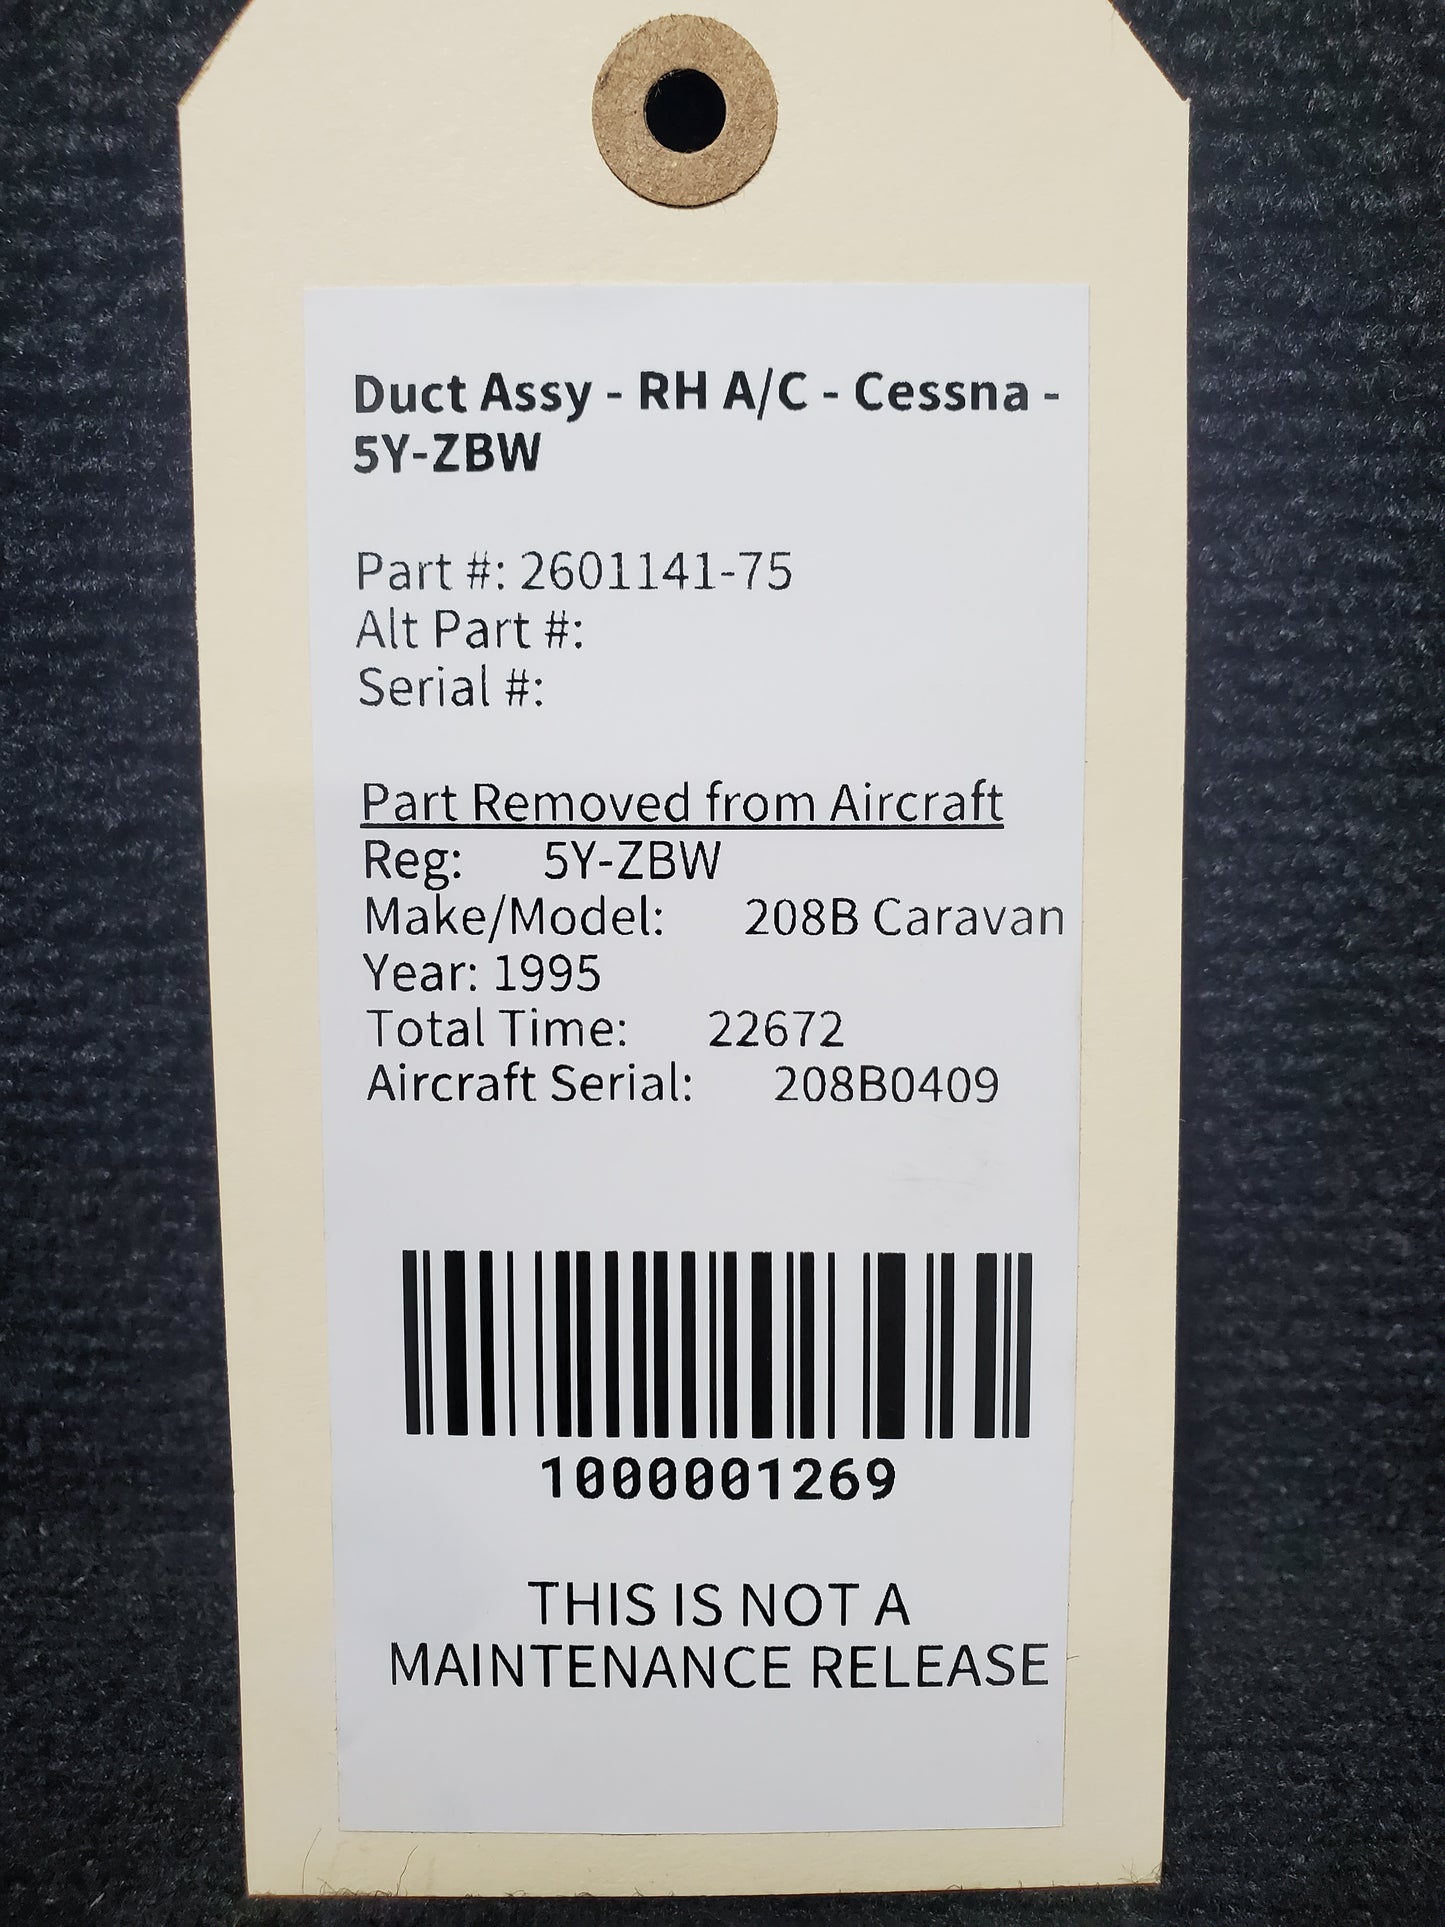 Duct Assy - RH A/C - Cessna -
5Y-ZBW
Part #: 2601141-75
Alt Part #:
Serial #:
Part Removed from Aircraft
Reg: 5Y-ZBW
Make/Model: 208B Caravan
Year: 1995
Total Time: 22672
Aircraft Serial: 208B0409
1000001269
THIS IS NOT A
MAINTENANCE RELEASE